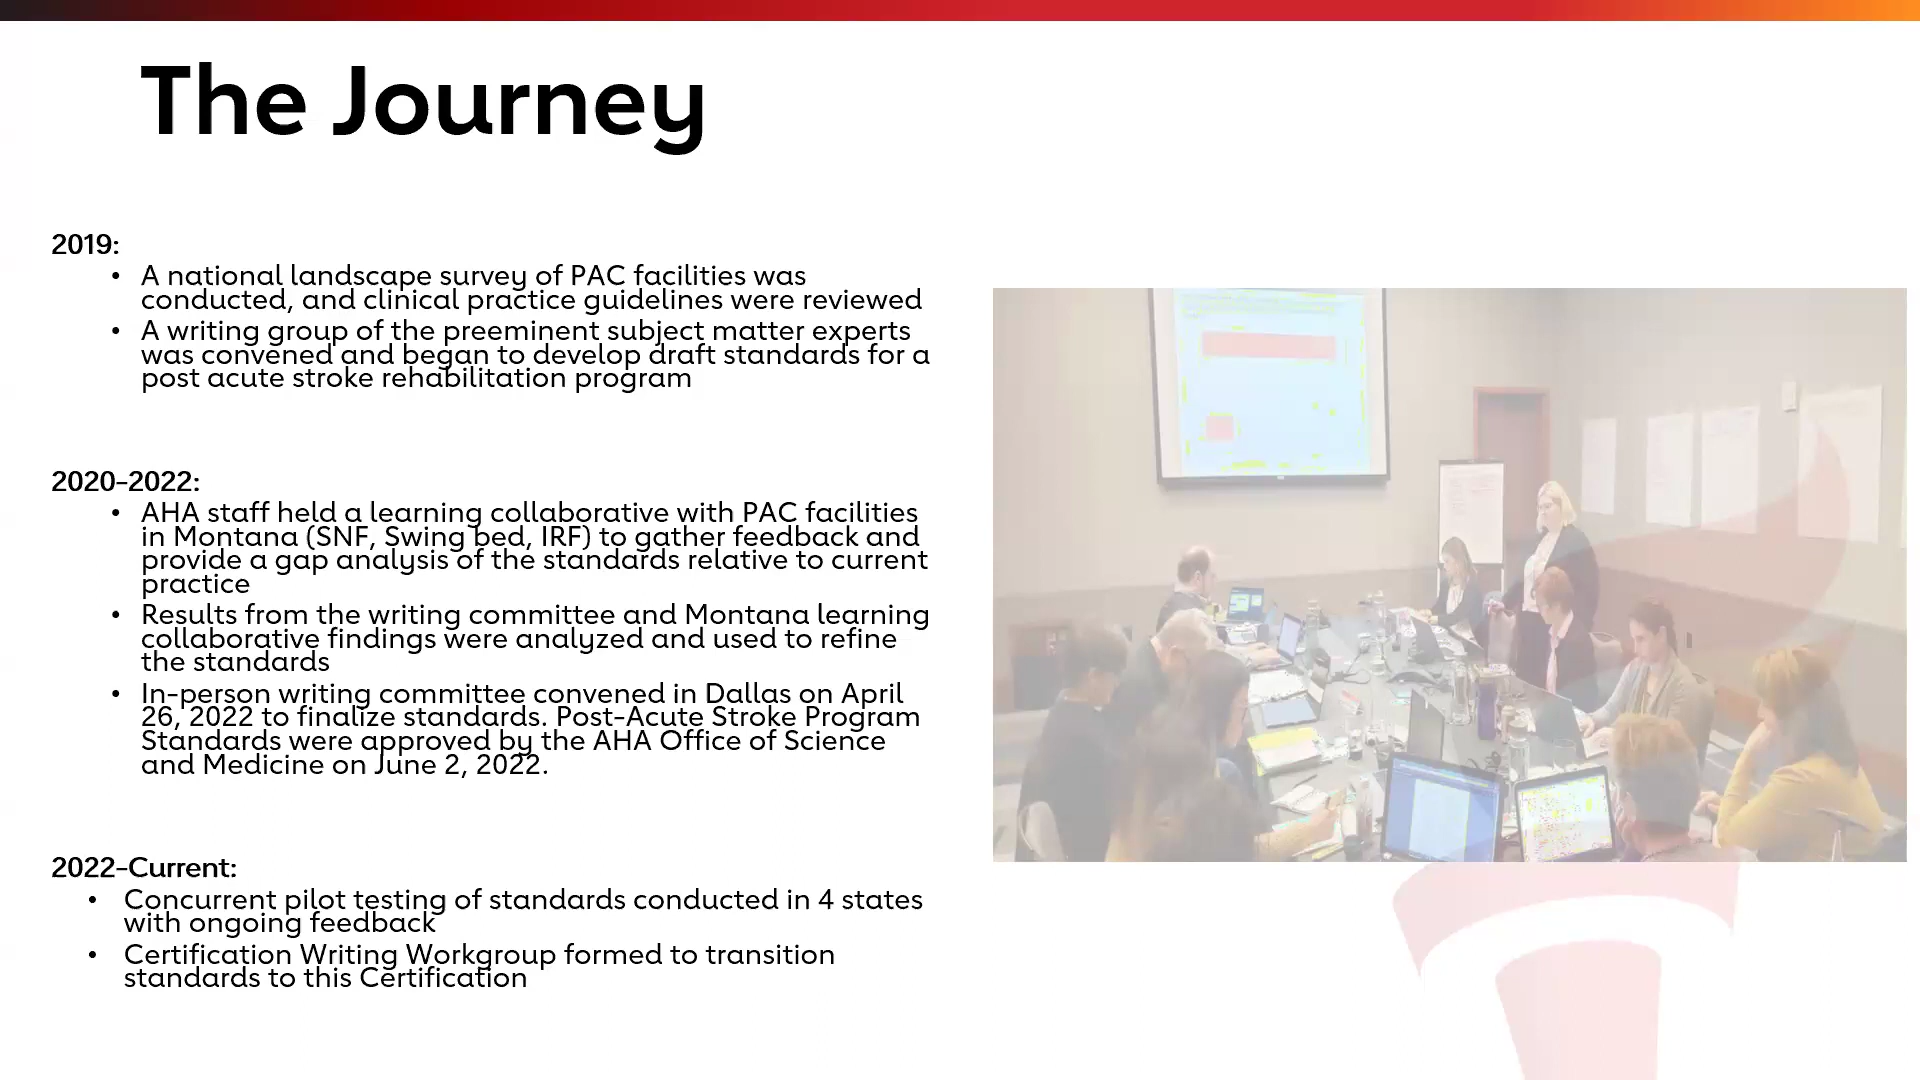 The Journey
2019:
• A national landscape survey of PAC facilities was
conducted, and clinical practice guidelines were reviewed
• A writing group of the preeminent subject matter experts
was convened and began to develop draft standards for a
post acute stroke rehabilitation program
2020–2022:
• AHA staff held a learning collaborative with PAC facilities
in Montana (SNF, Swing bed, IRF) to gather feedback and
provide a gap analysis of the standards relative to current
practice
• Results from the writing committee and Montana learning
collaborative findings were analyzed and used to refine
the standards
• In-person writing committee convened in Dallas on April
26, 2022 to finalize standards. Post-Acute Stroke Program
Standards were approved by the AHA Office of Science
and Medicine on June 2, 2022.
2022–Current:
• Concurrent pilot testing of standards conducted in 4 states
with ongoing feedback
• Certification Writing Workgroup formed to transition
standards to this Certification